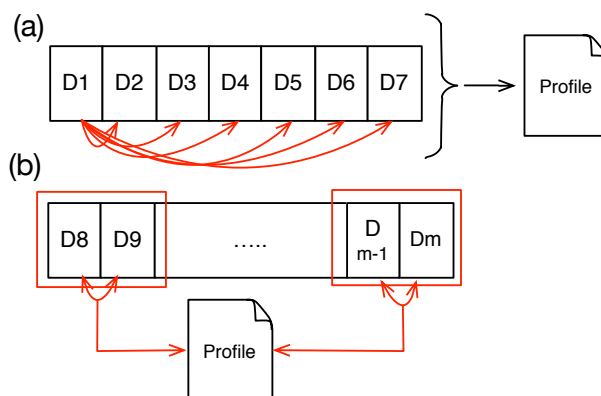 (a)
D1 D2 D3 D4 D5 D6 D7
Profile
(b)
D8 D9 ..... D m-1 Dm
Profile